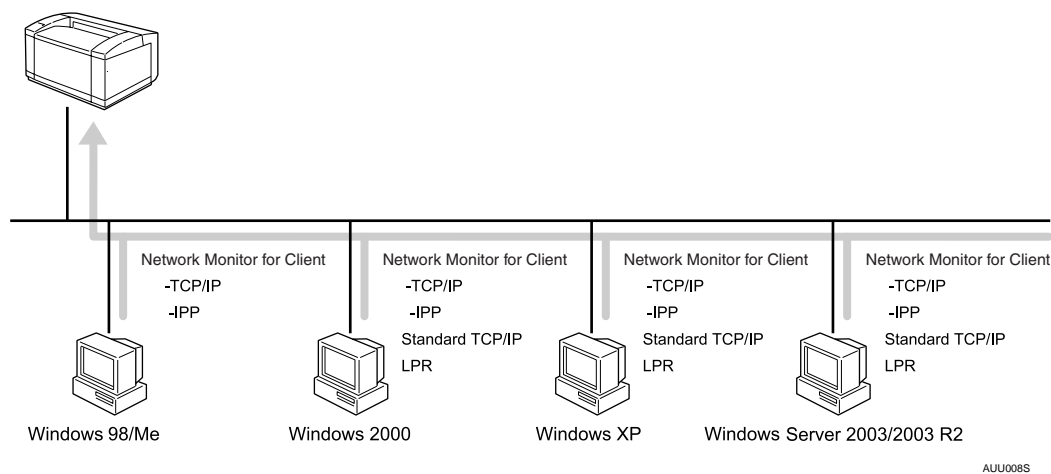 Network Monitor for Client
-TCP/IP
-IPP
Windows 98/Me
Network Monitor for Client
-TCP/IP
-IPP
Standard TCP/IP
LPR
Windows 2000
Network Monitor for Client
-TCP/IP
-IPP
Standard TCP/IP
LPR
Windows XP
Network Monitor for Client
-TCP/IP
-IPP
Standard TCP/IP
LPR
Windows Server 2003/2003 R2
AUU008S